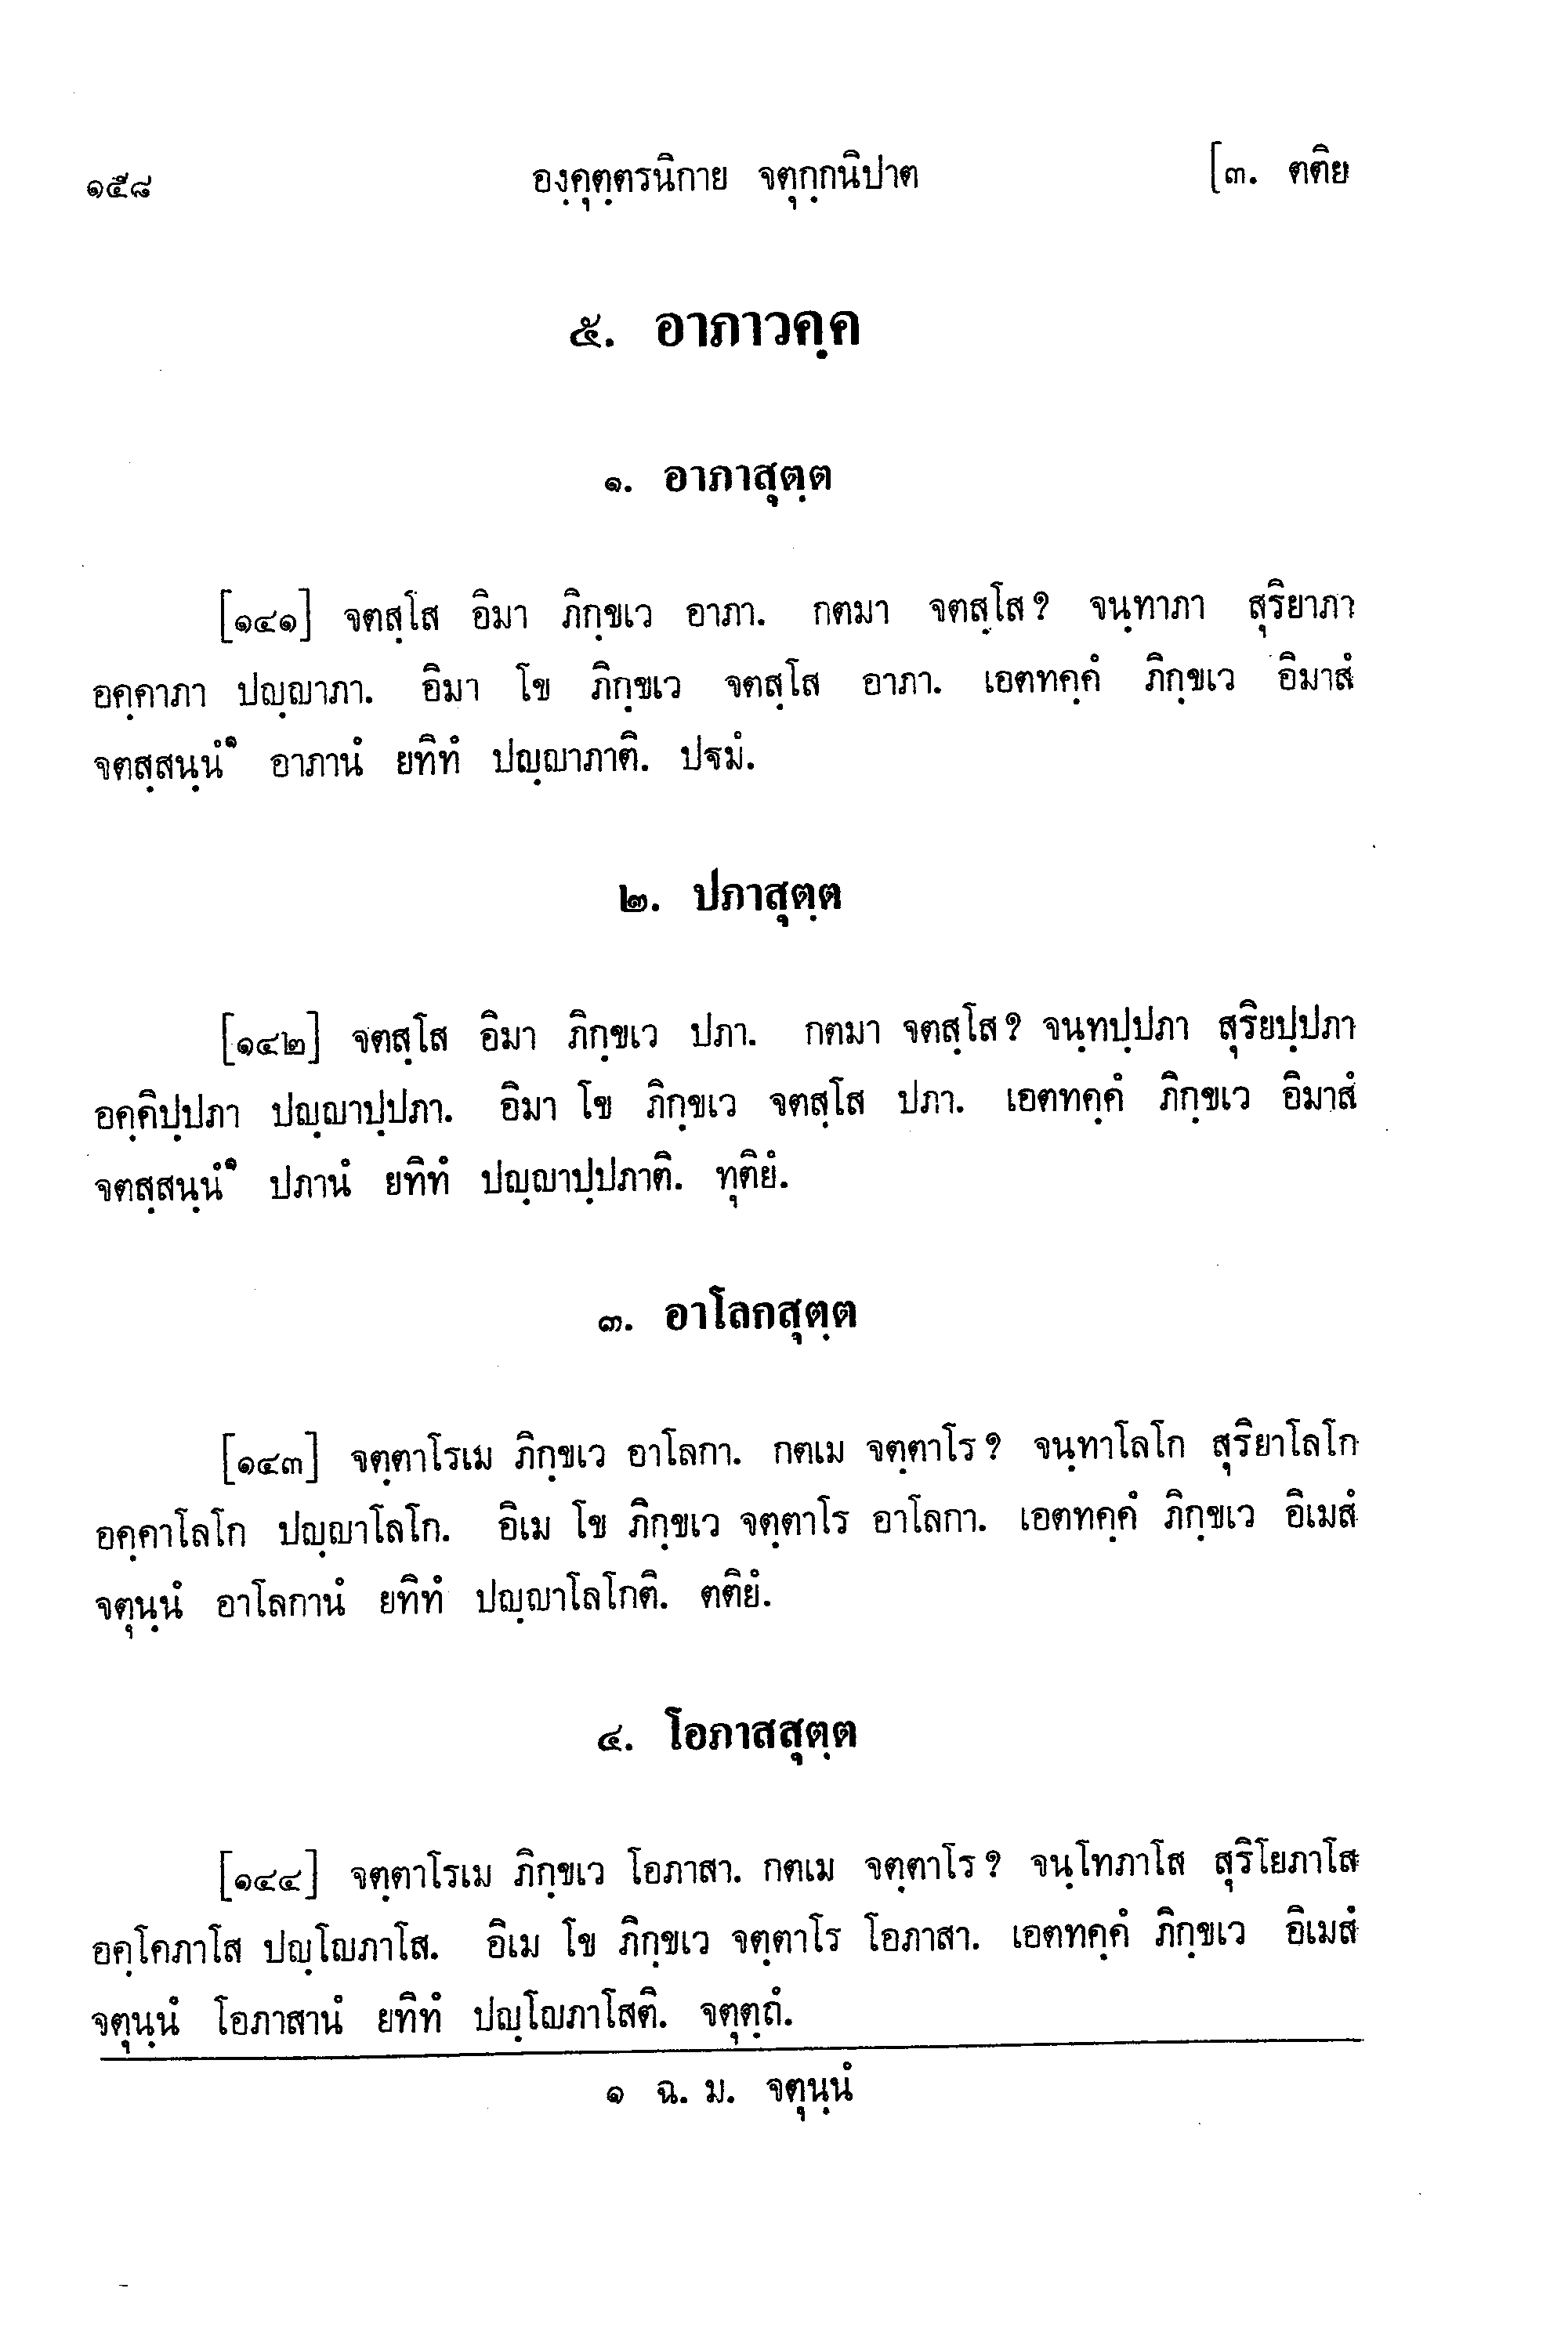 ๑๕๘ องฺคุตฺตรนิกาย จตุกฺกนิปาต [๓. ตติย
๕. อาภาวคฺค
๑. อาภาสุตฺต
[๑๔๑] จตสฺโส อิมา ภิกฺขเว อาภา. กตมา จตสฺโส? จนฺทาภา สุริยาภา
อคฺคาภา ปญฺญาภา. อิมา โข ภิกฺขเว จตสฺโส อาภา. เอตทคฺคํ ภิกฺขเว อิมาสํ
จตสฺสนฺนํ๑ อาภานํ ยทิทํ ปญฺญาภาติ. ปฐมํ.
๒. ปภาสุตฺต
[๑๔๒] จตสฺโส อิมา ภิกฺขเว ปภา. กตมา จตสฺโส? จนฺทปฺปภา สุริยปฺปภา
อคฺคิปฺปภา ปญฺญาปฺปภา. อิมา โข ภิกฺขเว จตสฺโส ปภา. เอตทคฺคํ ภิกฺขเว อิมาสํ
จตสฺสนฺนํ๑ ปภานํ ยทิทํ ปญฺญาปฺปภาติ. ทุติยํ.
๓. อาโลกสุตฺต
[๑๔๓] จตฺตาโรเม ภิกฺขเว อาโลกา. กตเม จตฺตาโร? จนฺทาโลโก สุริยาโลโก
อคฺคาโลโก ปญฺญาโลโก. อิเม โข ภิกฺขเว จตฺตาโร อาโลกา. เอตทคฺคํ ภิกฺขเว อิเมสํ
จตุนฺนํ อาโลกานํ ยทิทํ ปญฺญาโลโกติ. ตติยํ.
๔. โอภาสสุตฺต
[๑๔๔] จตฺตาโรเม ภิกฺขเว โอภาสา. กตเม จตฺตาโร? จนฺโทภาโส สุริโยภาโส
อคฺโคภาโส ปญฺโญภาโส. อิเม โข ภิกฺขเว จตฺตาโร โอภาสา. เอตทคฺคํ ภิกฺขเว อิเมสํ
จตุนฺนํ โอภาสานํ ยทิทํ ปญฺโญภาโสติ. จตุตฺถํ.
๑ ฉ. ม. จตุนฺนํ